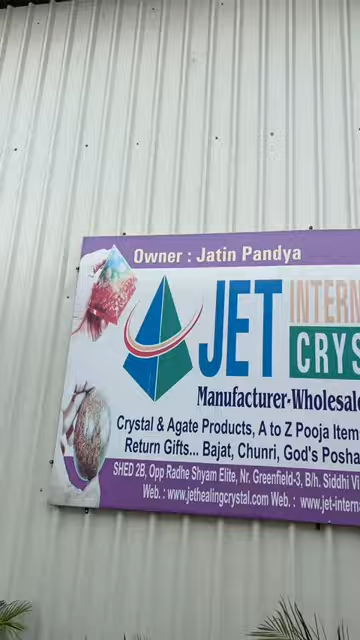 Owner : Jatin Pandya
JET INTERN
CRYS
Manufacturer-Wholesale
Crystal & Agate Products, A to Z Pooja Item
Return Gifts... Bajat, Chunri, God's Posha
SHED 2B, Opp Radhe Shyam Elite, Nr. Greenfield-3, B/h. Siddhi Vi
Web. : www.jethealingcrystal.com Web. : www.jet-interna